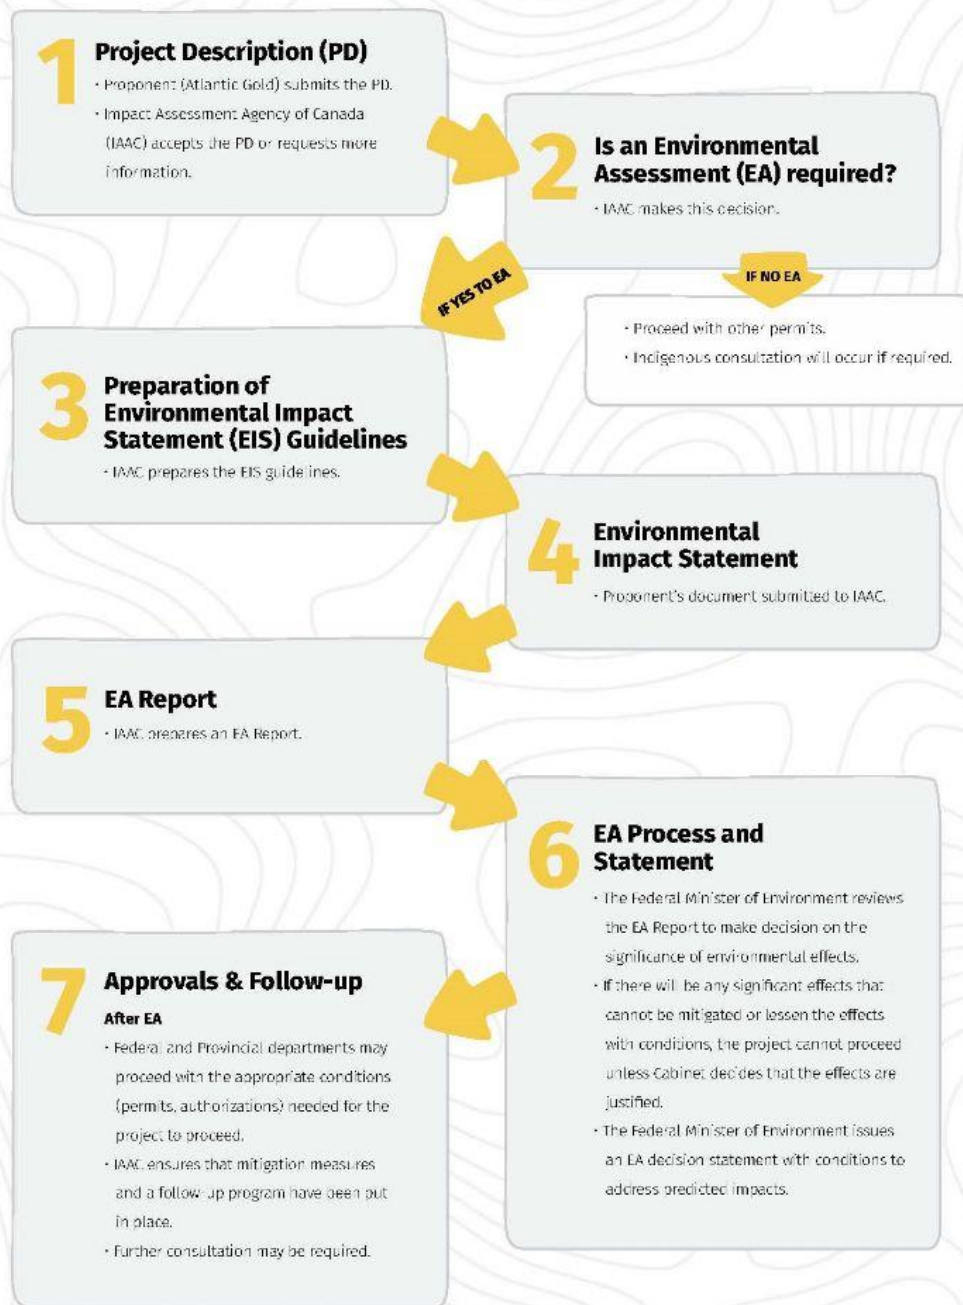 1
Project Description (PD)
• Proponent (Atlantic Gold) submits the PD.
• Impact Assessment Agency of Canada
(IAAC) accepts the PD or requests more
information.
2
Is an Environmental
Assessment (EA) required?
• IAAC makes this decision.
IF YES TO EA
IF NO EA
• Proceed with other permits.
• Indigenous consultation will occur if required.
3
Preparation of
Environmental Impact
Statement (EIS) Guidelines
• IAAC prepares the EIS guidelines.
4
Environmental
Impact Statement
• Proponent's document submitted to IAAC.
5
EA Report
• IAAC prepares an EA Report.
6
EA Process and
Statement
• The Federal Minister of Environment reviews
the EA Report to make decision on the
significance of environmental effects.
• If there will be any significant effects that
cannot be mitigated or lessen the effects
with conditions, the project cannot proceed
unless Cabinet decides that the effects are
justified.
• The Federal Minister of Environment issues
an EA decision statement with conditions to
address predicted impacts.
7
Approvals & Follow-up
After EA
• Federal and Provincial departments may
proceed with the appropriate conditions
(permits, authorizations) needed for the
project to proceed.
• IAAC ensures that mitigation measures
and a follow-up program have been put
in place.
• Further consultation may be required.